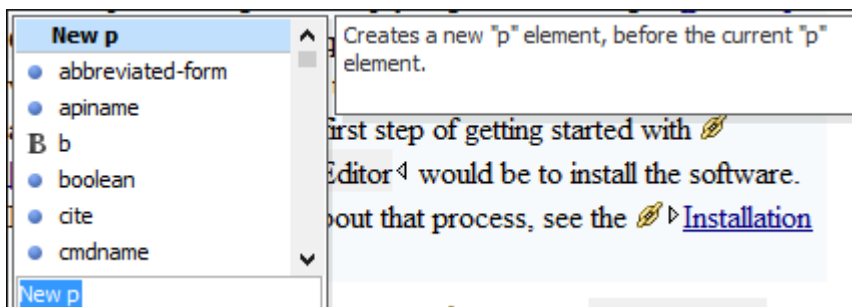 New p
abbreviated-form
apiname
B b
boolean
cite
cmdname
New p
Creates a new "p" element, before the current "p"
element.
first step of getting started with
Editor would be to install the software.
out that process, see the Installation